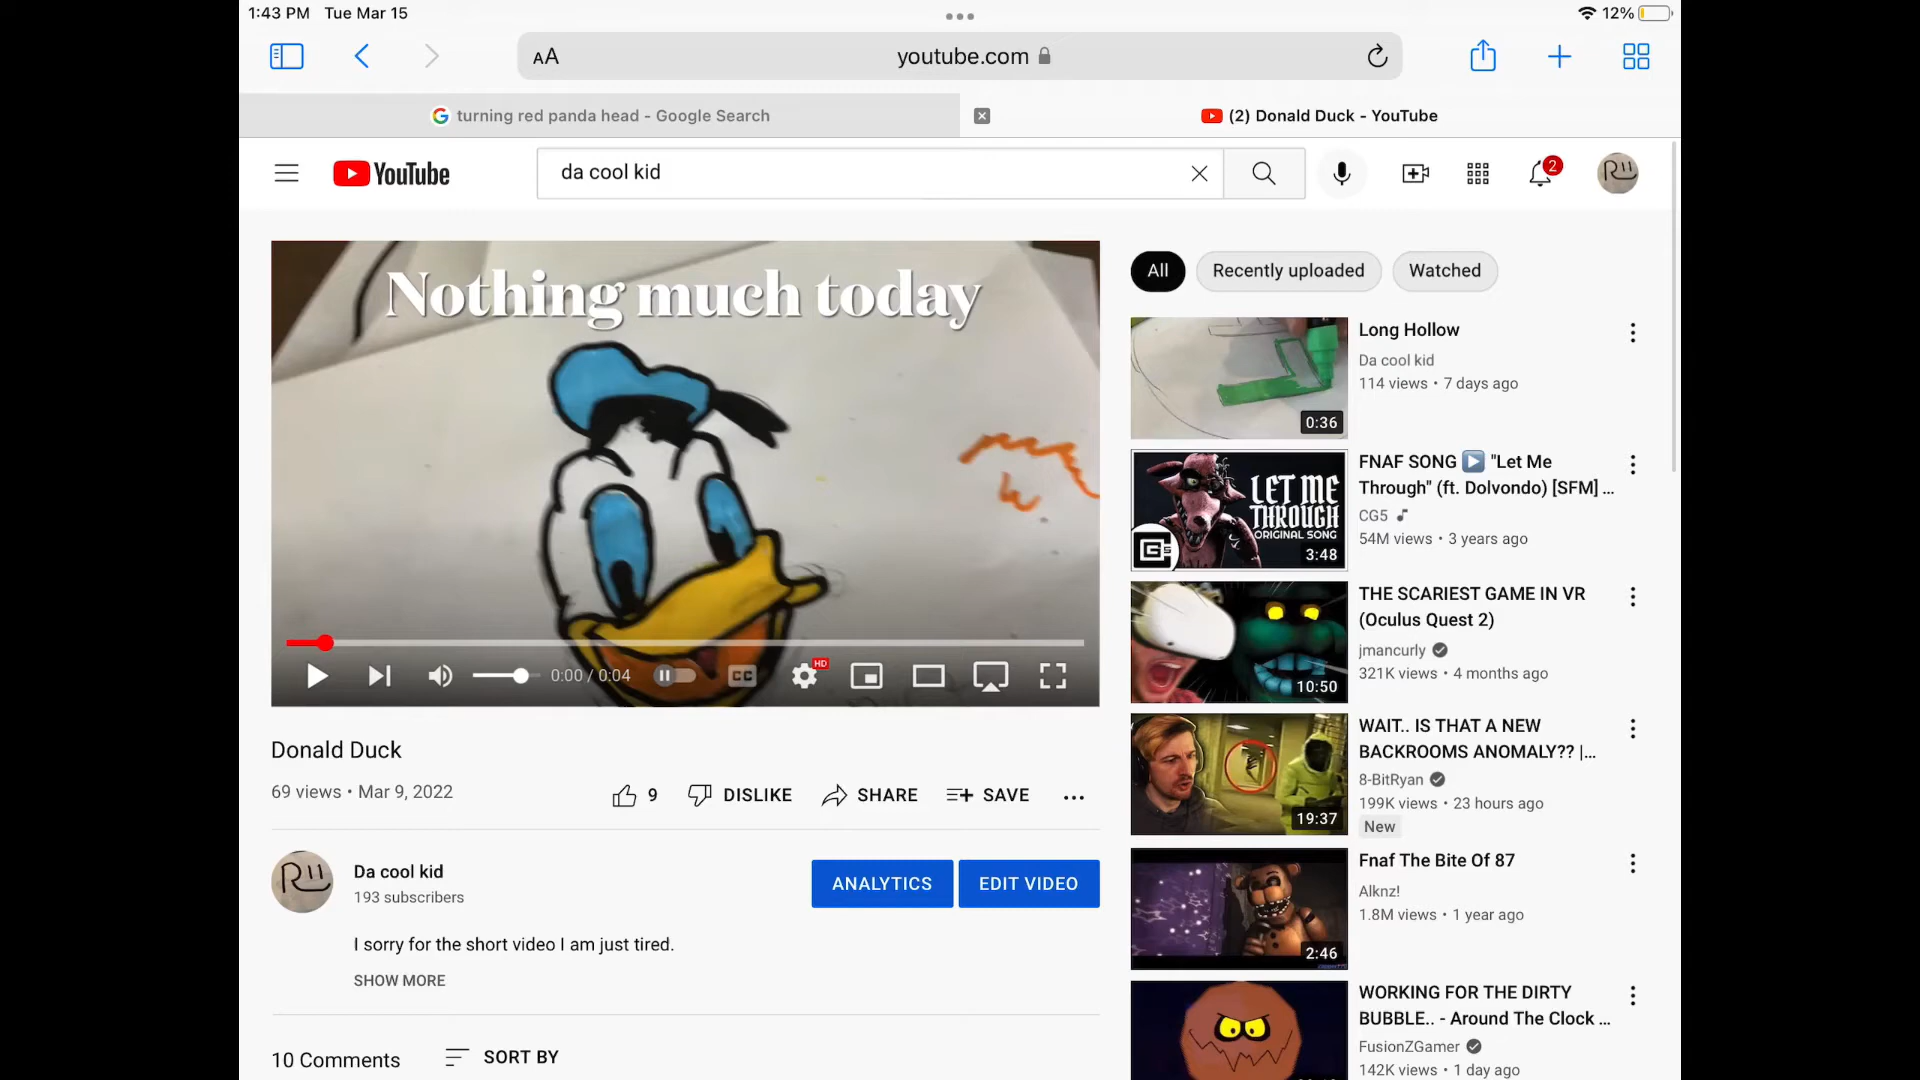 1:43 PM Tue Mar 15
12%
AA
youtube.com
turning red panda head - Google Search
(2) Donald Duck - YouTube
YouTube
da cool kid
2
Nothing much today
0:00 / 0:04
CC
HD
Donald Duck
69 views • Mar 9, 2022
9
DISLIKE
SHARE
SAVE
Da cool kid
193 subscribers
ANALYTICS
EDIT VIDEO
I sorry for the short video I am just tired.
SHOW MORE
10 Comments
SORT BY
All
Recently uploaded
Watched
0:36
Long Hollow
Da cool kid
114 views • 7 days ago
LET ME
THROUGH
ORIGINAL SONG
3:48
FNAF SONG ▶️ "Let Me
Through" (ft. Dolvondo) [SFM] ...
CG5
54M views • 3 years ago
10:50
THE SCARIEST GAME IN VR
(Oculus Quest 2)
jmancurly
321K views • 4 months ago
19:37
WAIT.. IS THAT A NEW
BACKROOMS ANOMALY?? |...
8-BitRyan
199K views • 23 hours ago
New
2:46
Fnaf The Bite Of 87
Alknz!
1.8M views • 1 year ago
WORKING FOR THE DIRTY
BUBBLE.. - Around The Clock ...
FusionZGamer
142K views • 1 day ago